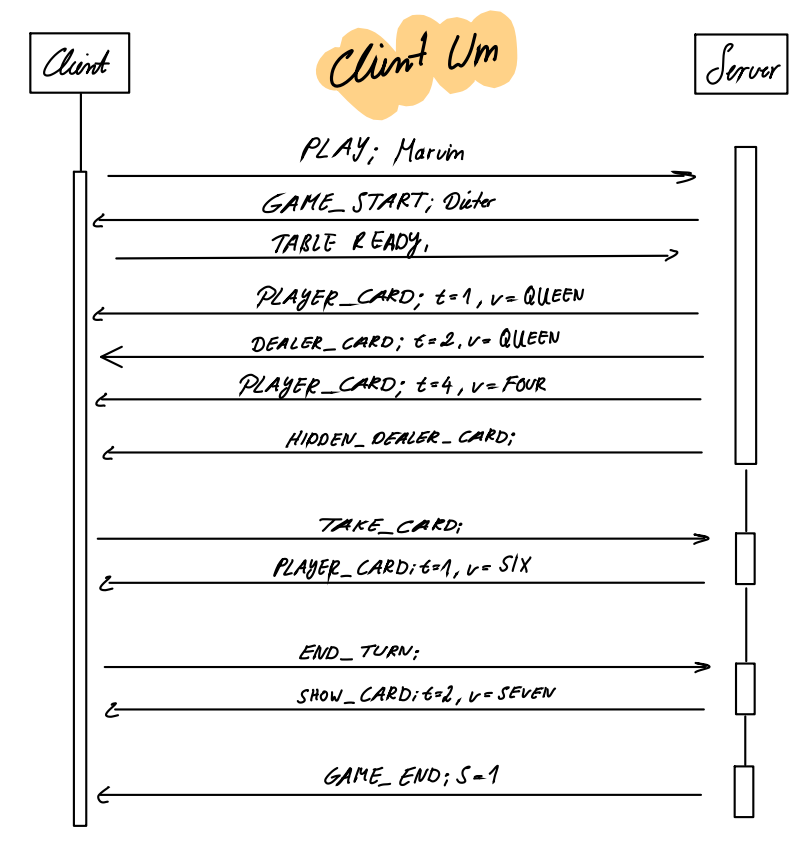 Client
Client Wm
Server
PLAY; Marvin
GAME_START; Dieter
TABLE READY,
PLAYER_CARD; t=1, v=QUEEN
DEALER_CARD; t=2, v=QUEEN
PLAYER_CARD; t=4, v=FOUR
HIDDEN_DEALER_CARD;
TAKE_CARD;
PLAYER_CARD; t=1, v=SIX
END_TURN;
SHOW_CARD; t=2, v=SEVEN
GAME_END; S=1